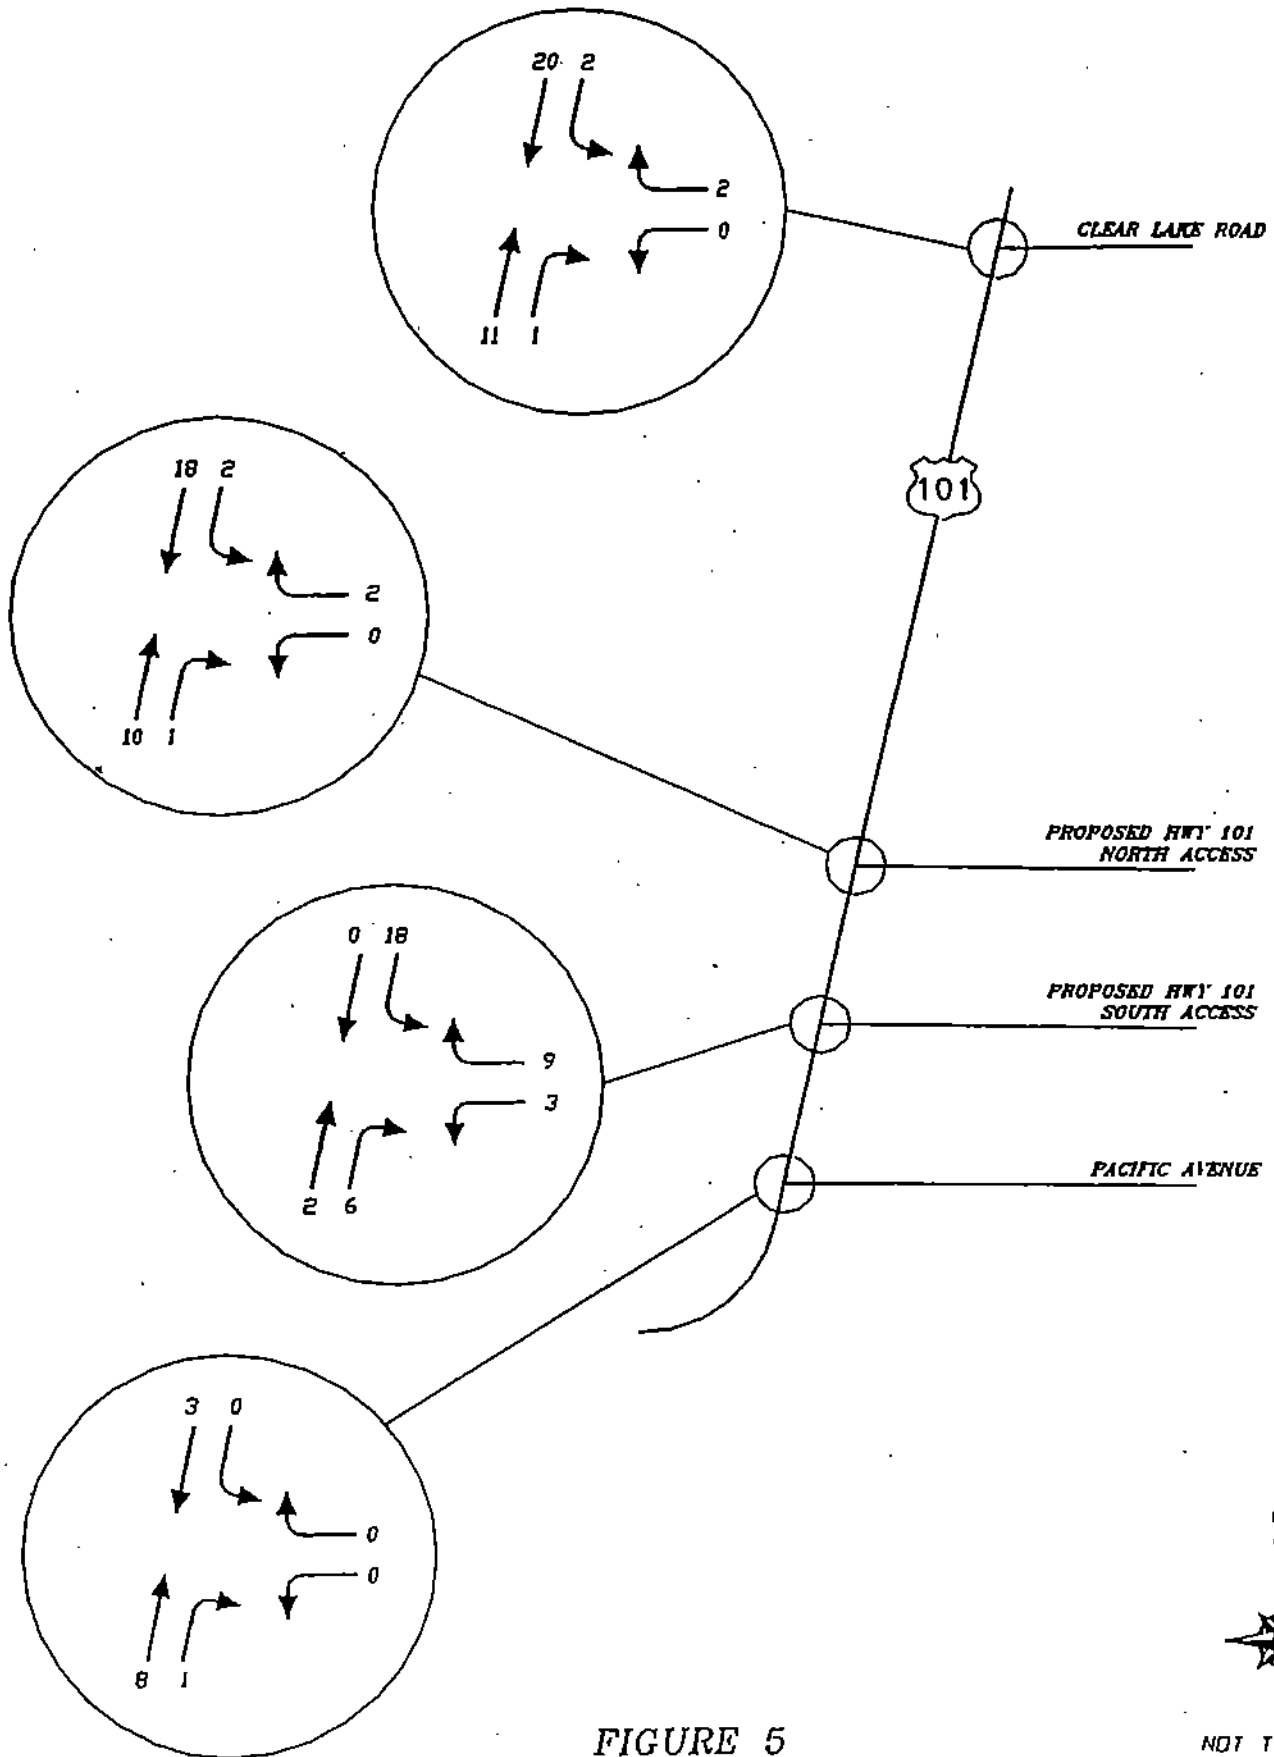 20 2
2
0
11 1
CLEAR LAKE ROAD
18 2
2
0
10 1
101
PROPOSED HWY 101
NORTH ACCESS
0 18
9
3
2 6
PROPOSED HWY 101
SOUTH ACCESS
PACIFIC AVENUE
3 0
0
0
8 1
FIGURE 5
NOT T